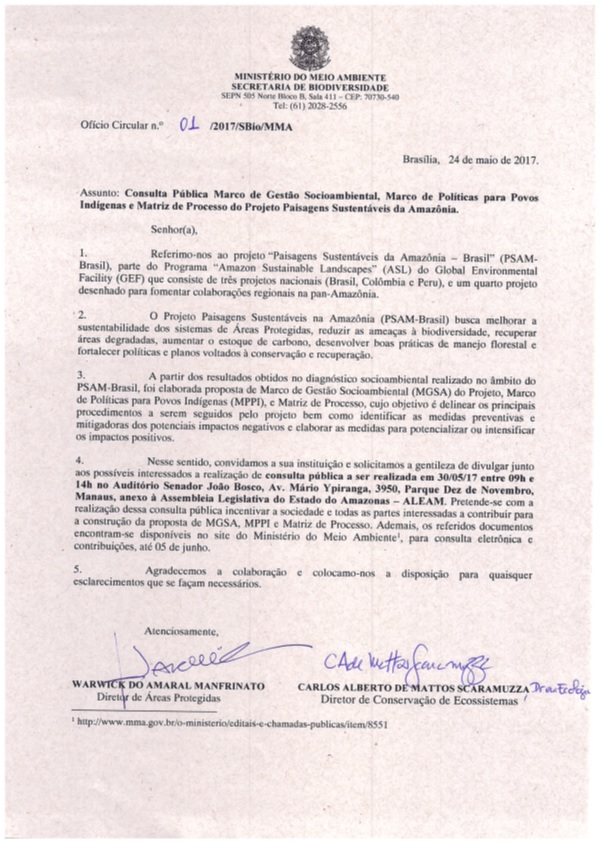 MINISTÉRIO DO MEIO AMBIENTE
SECRETARIA DE BIODIVERSIDADE
SEPN 505 Norte Bloco B, Sala 411 – CEP: 70730-540
Tel: (61) 2028-2556
Ofício Circular n.º 01 /2017/SBio/MMA
Brasília, 24 de maio de 2017.
Assunto: Consulta Pública Marco de Gestão Socioambiental, Marco de Políticas para Povos
Indígenas e Matriz de Processo do Projeto Paisagens Sustentáveis da Amazônia.
Senhor(a),
1. Referimo-nos ao projeto “Paisagens Sustentáveis da Amazônia – Brasil” (PSAM-
Brasil), parte do Programa “Amazon Sustainable Landscapes” (ASL) do Global Environmental
Facility (GEF) que consiste de três projetos nacionais (Brasil, Colômbia e Peru), e um quarto projeto
desenhado para fomentar colaborações regionais na pan-Amazônia.
2. O Projeto Paisagens Sustentáveis na Amazônia (PSAM-Brasil) busca melhorar a
sustentabilidade dos sistemas de Áreas Protegidas, reduzir as ameaças à biodiversidade, recuperar
áreas degradadas, aumentar o estoque de carbono, desenvolver boas práticas de manejo florestal e
fortalecer políticas e planos voltados à conservação e recuperação.
3. A partir dos resultados obtidos no diagnóstico socioambiental realizado no âmbito do
PSAM-Brasil, foi elaborada proposta de Marco de Gestão Socioambiental (MGSA) do Projeto, Marco
de Políticas para Povos Indígenas (MPPI), e Matriz de Processo, cujo objetivo é delinear os principais
procedimentos a serem seguidos pelo projeto bem como identificar as medidas preventivas e
mitigadoras dos potenciais impactos negativos e elaborar as medidas para potencializar ou intensificar
os impactos positivos.
4. Nesse sentido, convidamos a sua instituição e solicitamos a gentileza de divulgar junto
aos possíveis interessados a realização de consulta pública a ser realizada em 30/05/17 entre 09h e
14h no Auditório Senador João Bosco, Av. Mário Ypiranga, 3950, Parque Dez de Novembro,
Manaus, anexo à Assembleia Legislativa do Estado do Amazonas – ALEAM. Pretende-se com a
realização dessa consulta pública incentivar a sociedade e todas as partes interessadas a contribuir para
a construção da proposta de MGSA, MPPI e Matriz de Processo. Ademais, os referidos documentos
encontram-se disponíveis no site do Ministério do Meio Ambiente¹, para consulta eletrônica e
contribuições, até 05 de junho.
5. Agradecemos a colaboração e colocamo-nos a disposição para quaisquer
esclarecimentos que se façam necessários.
Atenciosamente,
CAde Mattos Scaramuzza
WARWICK DO AMARAL MANFRINATO
Diretor de Áreas Protegidas
CARLOS ALBERTO DE MATTOS SCARAMUZZA
Diretor de Conservação de Ecossistemas
¹ http://www.mma.gov.br/o-ministerio/editais-e-chamadas-publicas/item/8551